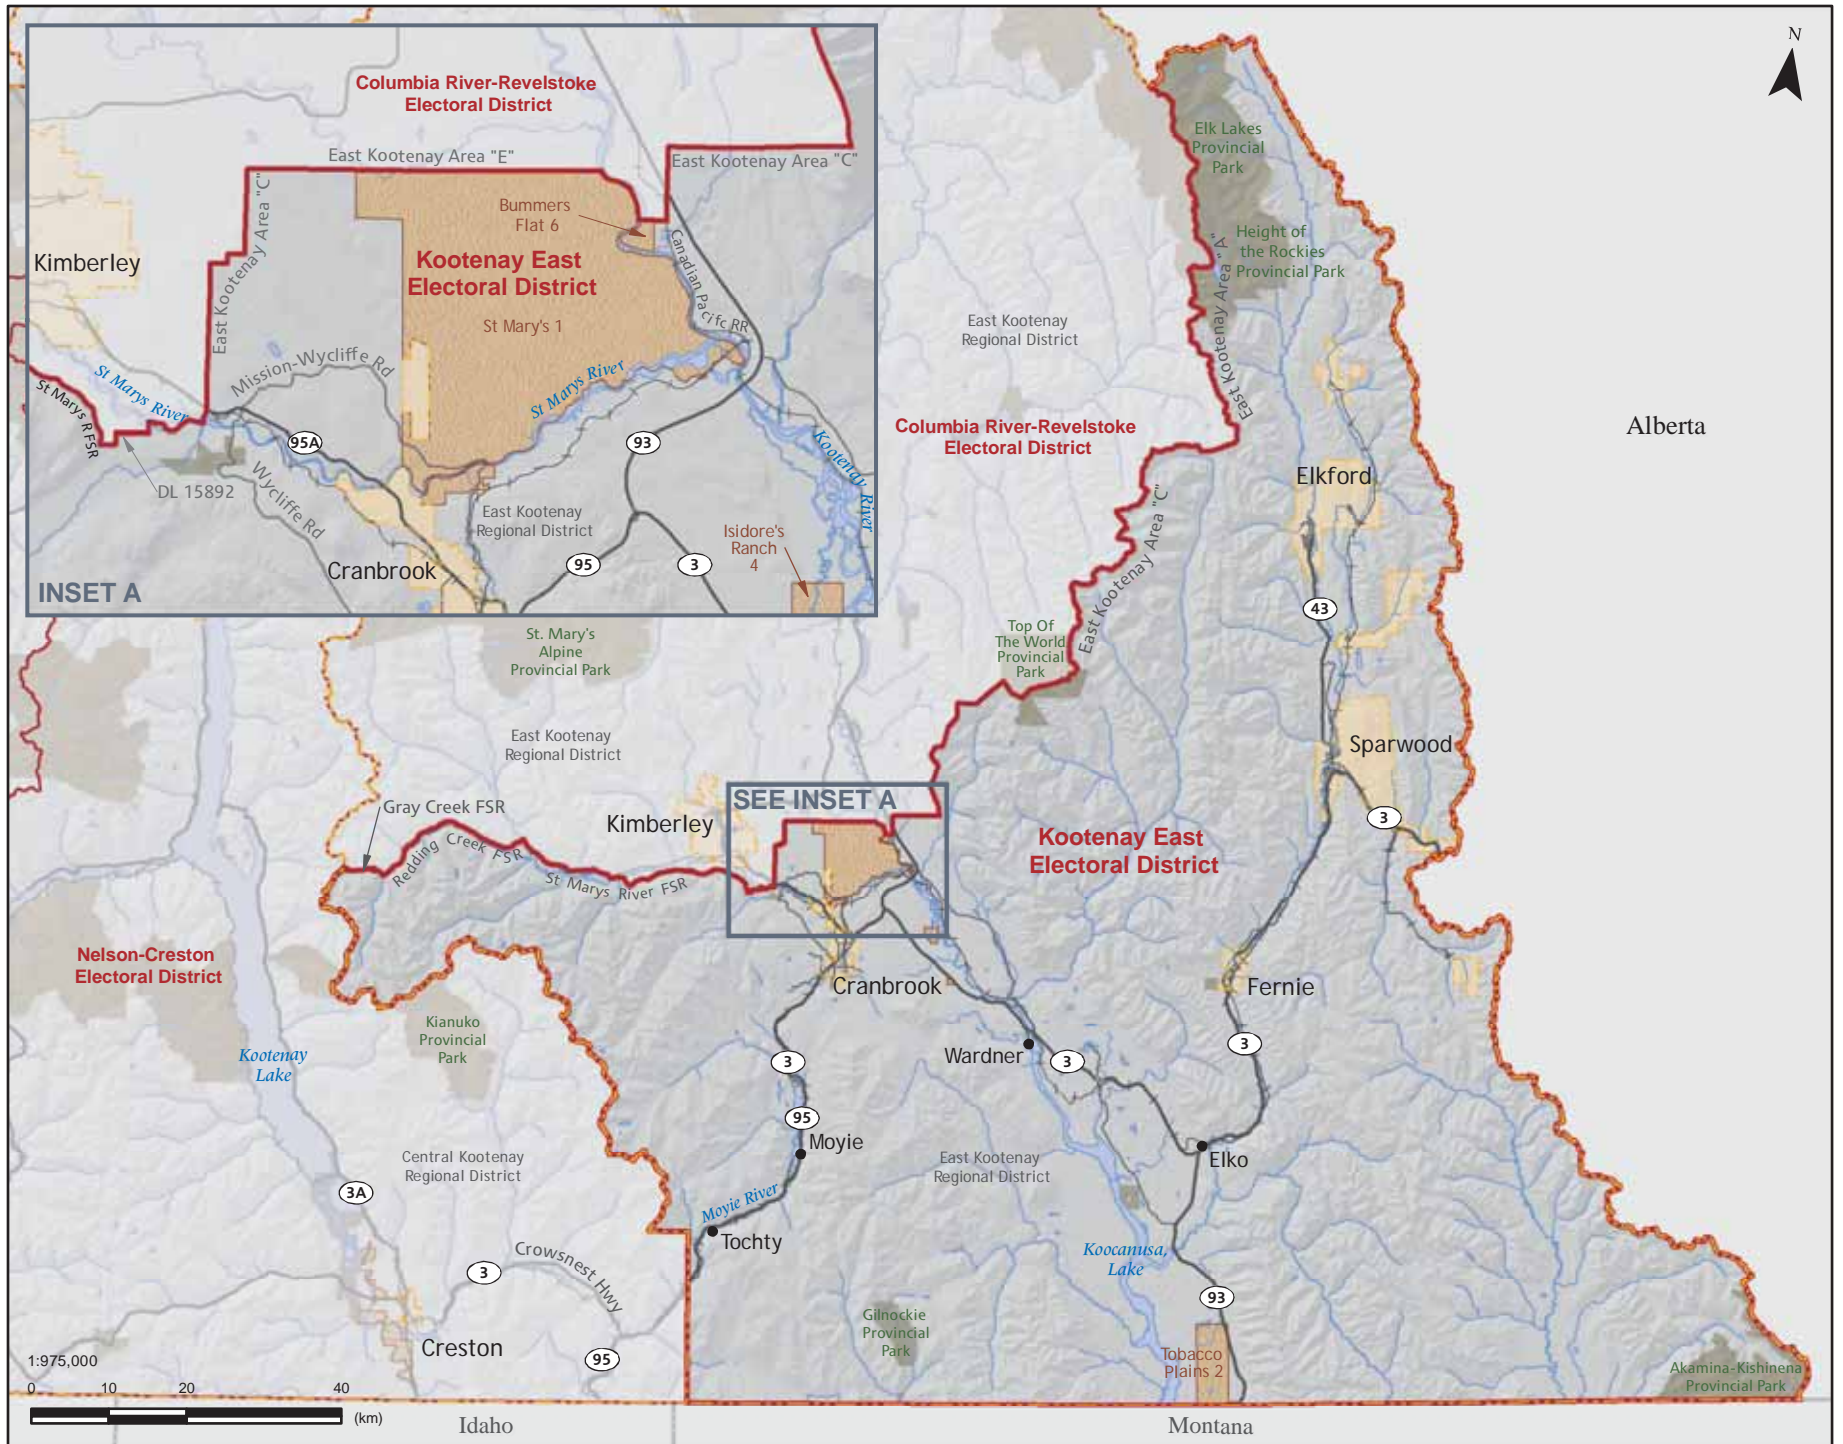 N
Columbia River-Revelstoke
Electoral District
East Kootenay Area "E"
East Kootenay Area "C"
East Kootenay Area "C"
Bummers
Flat 6
Kimberley
Kootenay East
Electoral District
St Mary's 1
Canadian Pacifc RR
Mission-Wycliffe Rd
St Marys River
St Marys River
St Marys R FSR
95A
93
Kootenay River
DL 15892
Wycliffe Rd
East Kootenay
Regional District
Isidore's
Ranch
4
95
3
Cranbrook
INSET A
Elk Lakes
Provincial
Park
Height of
the Rockies
Provincial Park
East Kootenay Area "A"
East Kootenay
Regional District
Columbia River-Revelstoke
Electoral District
Alberta
Elkford
East Kootenay Area "C"
43
St. Mary's
Alpine
Provincial Park
Top Of
The World
Provincial
Park
East Kootenay
Regional District
Sparwood
SEE INSET A
Gray Creek FSR
Kimberley
3
Redding Creek FSR
St Marys River FSR
Kootenay East
Electoral District
Nelson-Creston
Electoral District
Cranbrook
Fernie
Kianuko
Provincial
Park
Kootenay
Lake
3
Wardner
3
3
95
Moyie
Central Kootenay
Regional District
East Kootenay
Regional District
Elko
3A
Moyie River
Tochty
Koocanusa,
Lake
3
Crowsnest Hwy
93
Gilnockie
Provincial
Park
Creston
95
Tobacco
Plains 2
Akamina-Kishinena
Provincial Park
1:975,000
0 10 20 40
(km)
Idaho
Montana